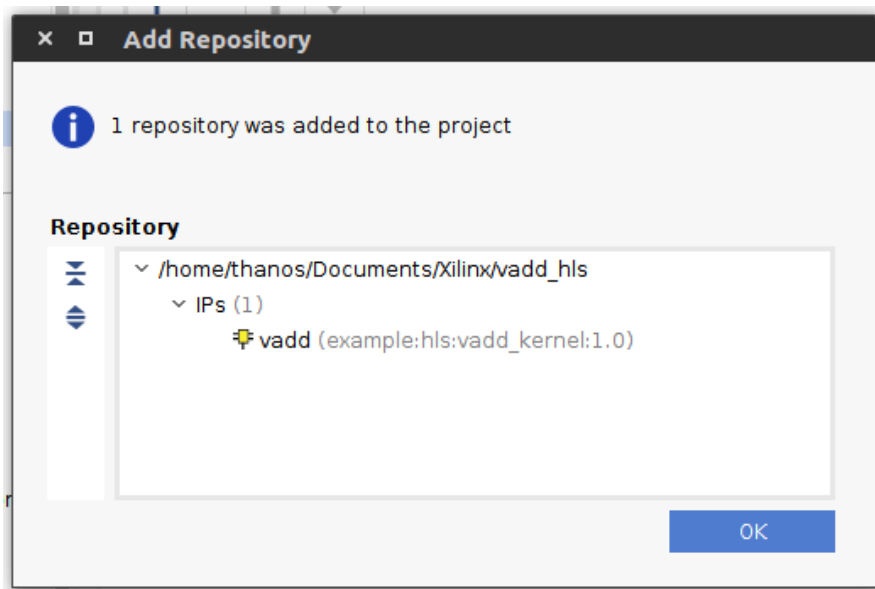 Add Repository
1 repository was added to the project
Repository
/home/thanos/Documents/Xilinx/vadd_hls
IPs (1)
vadd (example:hls:vadd_kernel:1.0)
OK